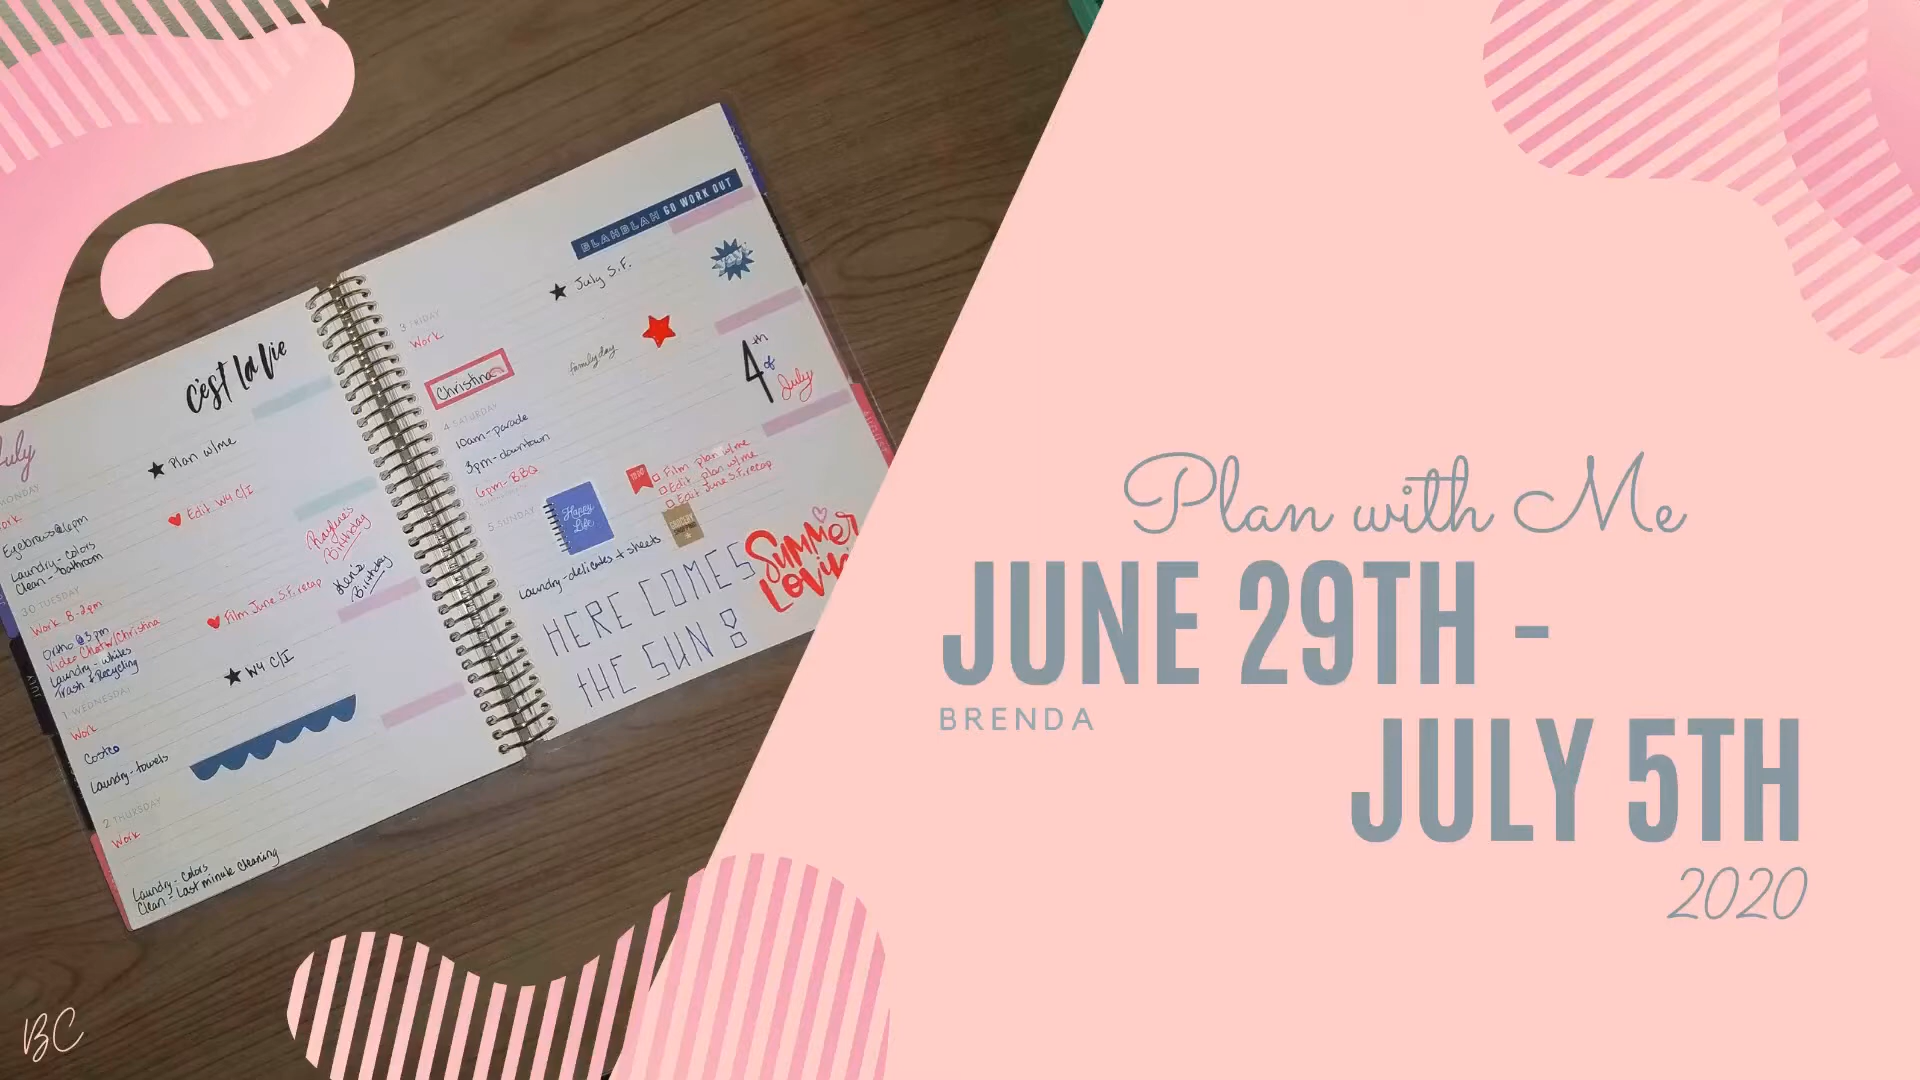 c'est la vie
July
MONDAY
Work
Eyebrows@6pm
Laundry - colors
Clean - bathroom
★ Plan w/me
♥ Edit W4 C/I
Raylene's
Birthday
30 TUESDAY
Work 8-2pm
Ortho @3pm
Video Chat w/Christina
Laundry - whites
Trash & Recycling
♥ Film June S.F. recap
Ken's
Birthday
1 WEDNESDAY
Work
Costco
Laundry-towels
★ W4 C/I
2 THURSDAY
Work
Laundry - colors
Clean - Last minute cleaning
JULY
BLAHBLAH GO WORK OUT
3 FRIDAY
Work
★ July S.F.
Christina
family day
4 SATURDAY
10am-parade
3pm-downtown
6pm-BBQ
4th
of
July
5 SUNDAY
Happy
Life
Film plan w/me
Edit plan w/me
Edit June S.F. recap
Laundry-delicates + sheets
HERE COMES
THE SUN
SUMMER
LOVIN
AUGUST
Plan with Me
JUNE 29TH -
BRENDA
JULY 5TH
2020
BC